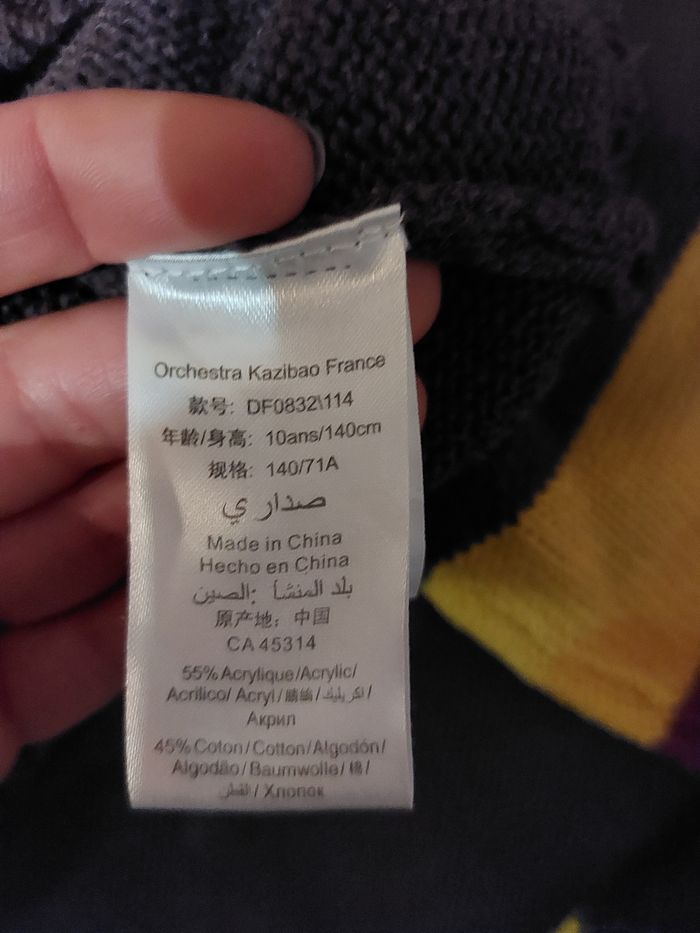 Orchestra Kazibao France
款号: DF0832\114
年龄/身高: 10ans/140cm
规格: 140/71A
صداري
Made in China
Hecho en China
بلد المنشأ: الصين
原产地: 中国
CA 45314
55% Acrylique/Acrylic/
Acrilico/ Acryl/腈纶/اكريليك/
Акрил
45% Coton/Cotton/Algodón/
Algodão/Baumwolle/棉/
القطن/Хлопок